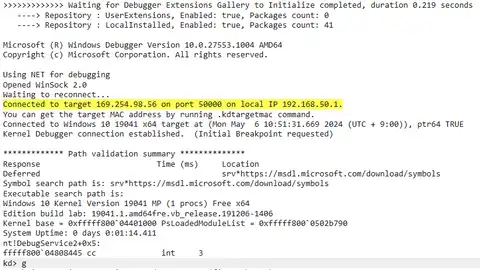 >>>>>>>>>>>>> Waiting for Debugger Extensions Gallery to Initialize completed, duration 0.219 seconds
----> Repository : UserExtensions, Enabled: true, Packages count: 0
----> Repository : LocalInstalled, Enabled: true, Packages count: 41
Microsoft (R) Windows Debugger Version 10.0.27553.1004 AMD64
Copyright (c) Microsoft Corporation. All rights reserved.
Using NET for debugging
Opened WinSock 2.0
Waiting to reconnect...
Connected to target 169.254.98.56 on port 50000 on local IP 192.168.50.1.
You can get the target MAC address by running .kdtargetmac command.
Connected to Windows 10 19041 x64 target at (Mon May  6 10:51:31.669 2024 (UTC + 9:00)), ptr64 TRUE
Kernel Debugger connection established.  (Initial Breakpoint requested)
************* Path validation summary **************
Response                         Time (ms)     Location
Deferred                                       srv*https://msdl.microsoft.com/download/symbols
Symbol search path is: srv*https://msdl.microsoft.com/download/symbols
Executable search path is:
Windows 10 Kernel Version 19041 MP (1 procs) Free x64
Edition build lab: 19041.1.amd64fre.vb_release.191206-1406
Kernel base = 0xfffff800`04401000 PsLoadedModuleList = 0xfffff800`0502b790
System Uptime: 0 days 0:01:14.411
nt!DebugService2+0x5:
fffff800`04808445 cc              int     3
kd> g